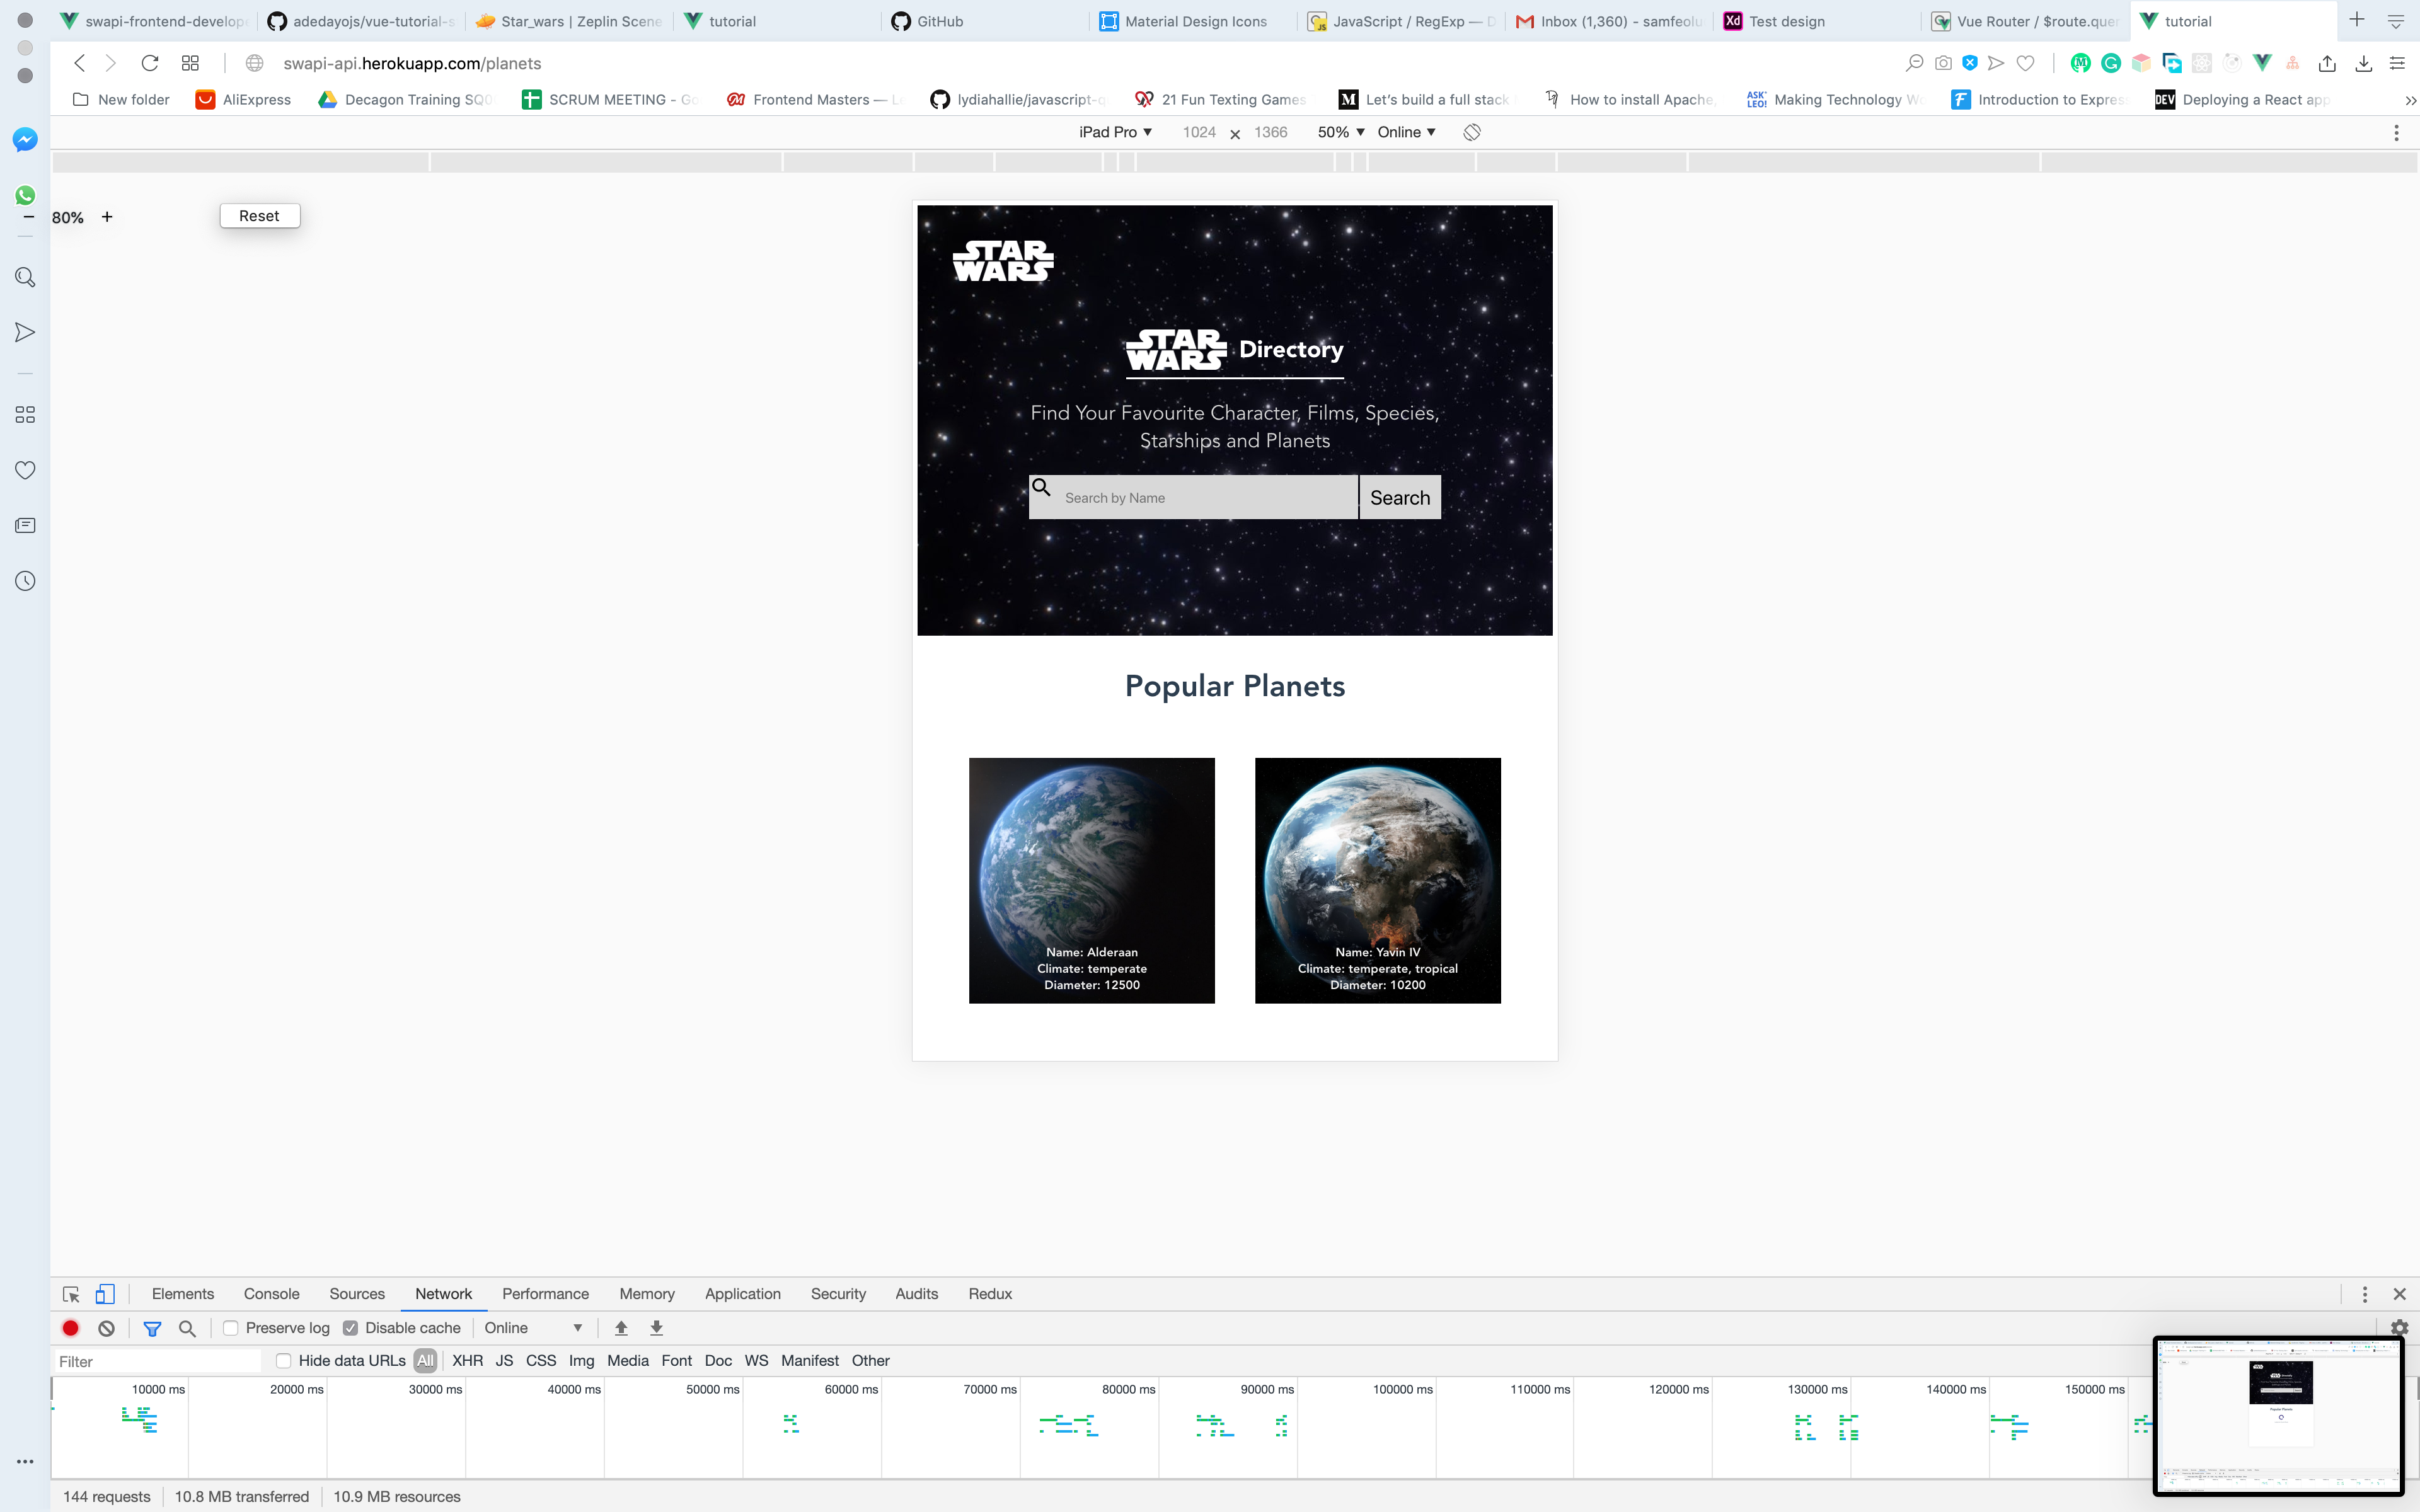 swapi-frontend-develop
adedayojs/vue-tutorial-s
Star_wars | Zeplin Scene
tutorial
GitHub
Material Design Icons
JavaScript / RegExp — D
Inbox (1,360) - samfeolu
Xd Test design
Vue Router / $route.quer
tutorial
swapi-api.herokuapp.com/planets
New folder
AliExpress
Decagon Training SQ0
SCRUM MEETING - Go
Frontend Masters — Le
lydiahallie/javascript-q
21 Fun Texting Games
M Let's build a full stack
How to install Apache,
ASK LEO! Making Technology Wo
Introduction to Expres
DEV Deploying a React app
iPad Pro 1024 × 1366 50% Online
80% + Reset
STAR WARS
STAR WARS Directory
Find Your Favourite Character, Films, Species,
Starships and Planets
Search by Name Search
Popular Planets
Name: Alderaan
Climate: temperate
Diameter: 12500
Name: Yavin IV
Climate: temperate, tropical
Diameter: 10200
Elements Console Sources Network Performance Memory Application Security Audits Redux
Preserve log Disable cache Online
Filter Hide data URLs All XHR JS CSS Img Media Font Doc WS Manifest Other
10000 ms 20000 ms 30000 ms 40000 ms 50000 ms 60000 ms 70000 ms 80000 ms 90000 ms 100000 ms 110000 ms 120000 ms 130000 ms 140000 ms 150000 ms
144 requests 10.8 MB transferred 10.9 MB resources